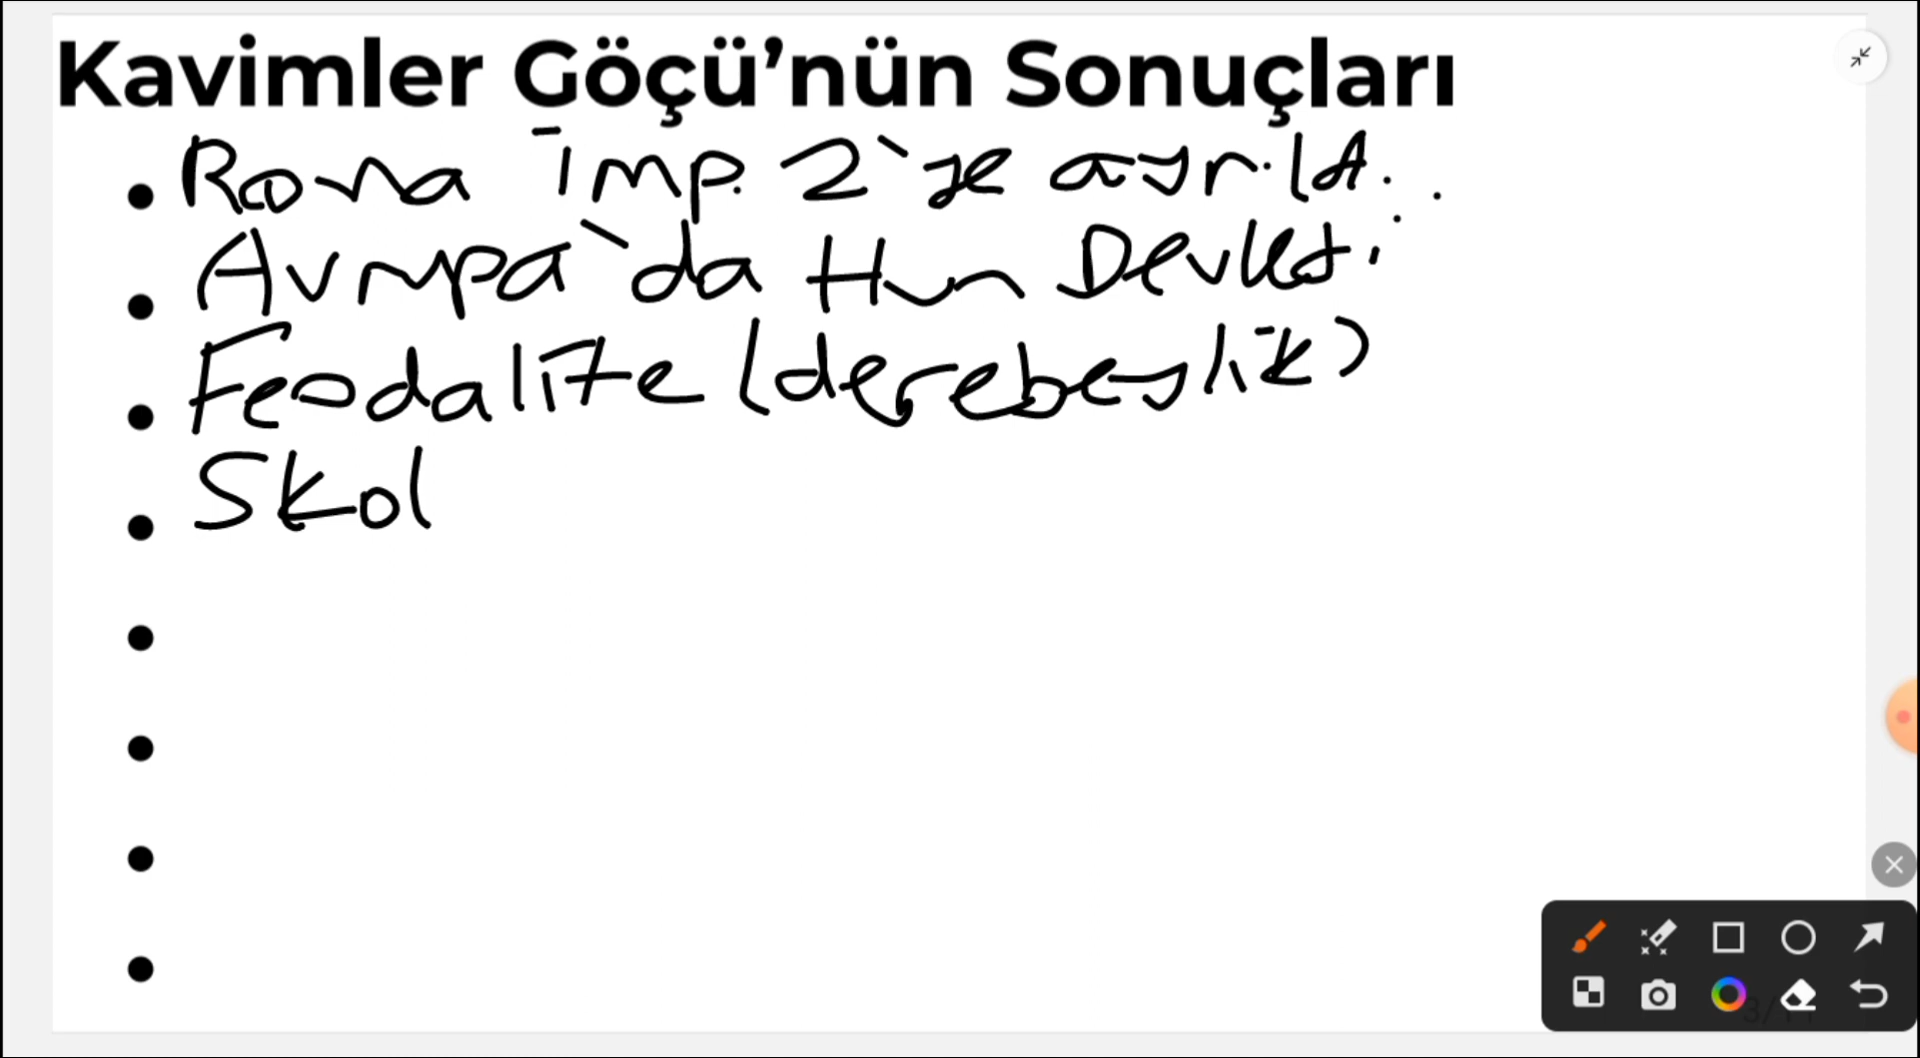 Kavimler Göçü'nün Sonuçları
Roma İmp. 2'ye ayrıldı.
Avrupa'da Hun Devleti
Feodalite (derebeylik)
Skol